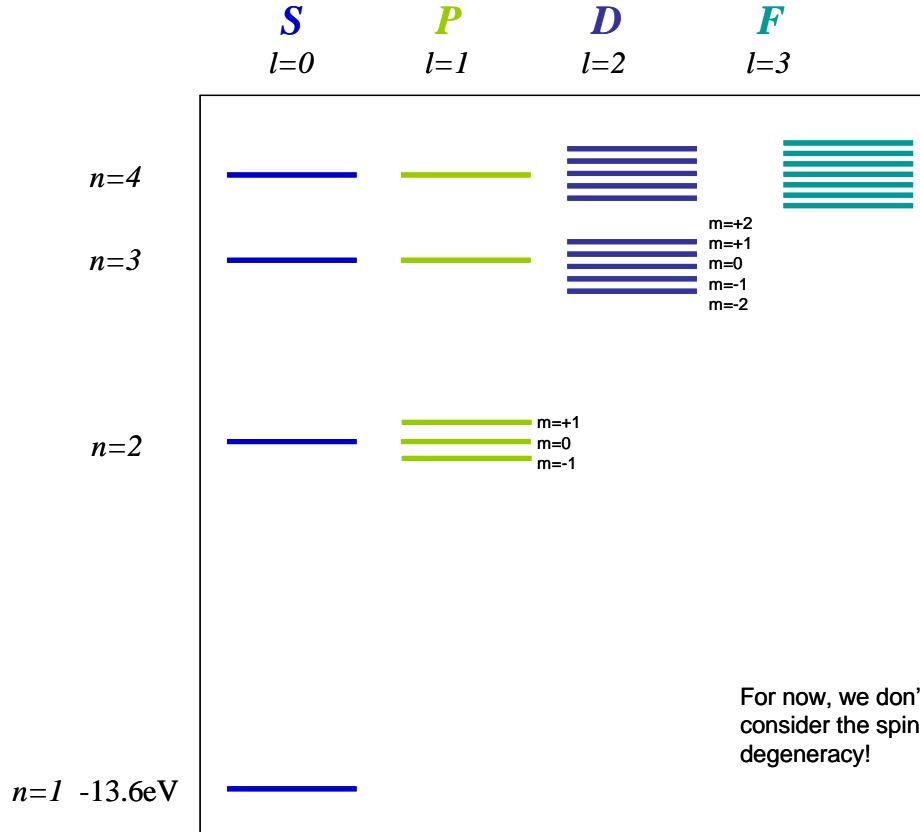 S P D F
l=0 l=1 l=2 l=3
n=4
m=+2
m=+1
n=3 m=0
m=-1
m=-2
m=+1
n=2 m=0
m=-1
For now, we don'
consider the spin
degeneracy!
n=1 -13.6eV